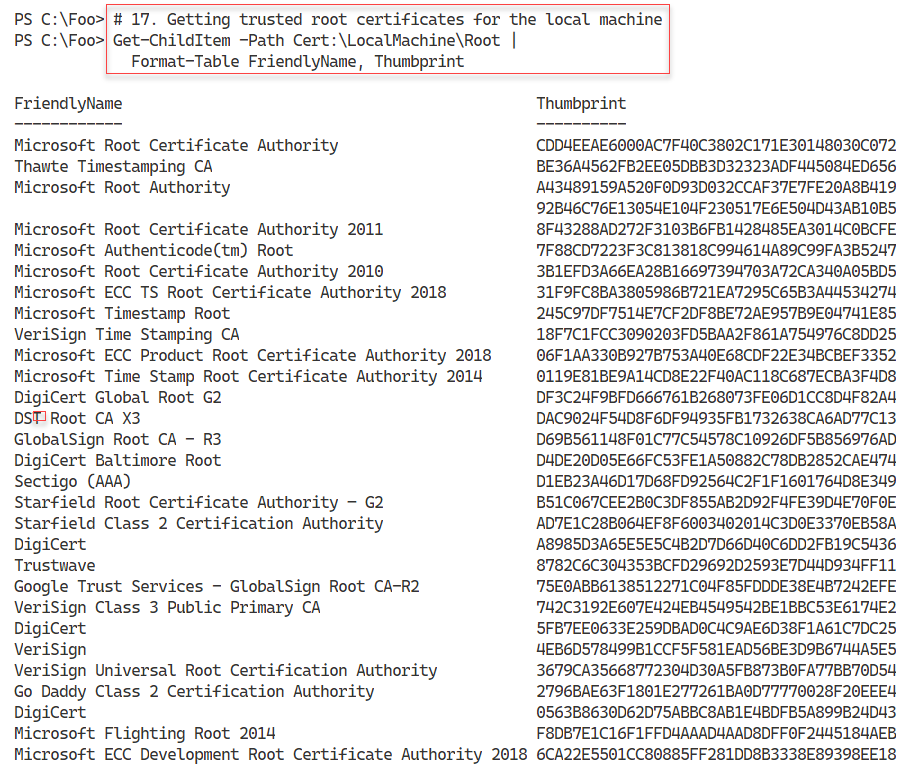 PS C:\Foo> # 17. Getting trusted root certificates for the local machine
PS C:\Foo> Get-ChildItem -Path Cert:\LocalMachine\Root |
  Format-Table FriendlyName, Thumbprint
FriendlyName Thumbprint
------------ ----------
Microsoft Root Certificate Authority CDD4EEAE6000AC7F40C3802C171E30148030C072
Thawte Timestamping CA BE36A4562FB2EE05DBB3D32323ADF445084ED656
Microsoft Root Authority A43489159A520F0D93D032CCAF37E7FE20A8B419
92B46C76E13054E104F230517E6E504D43AB10B5
Microsoft Root Certificate Authority 2011 8F43288AD272F3103B6FB1428485EA3014C0BCFE
Microsoft Authenticode(tm) Root 7F88CD7223F3C813818C994614A89C99FA3B5247
Microsoft Root Certificate Authority 2010 3B1EFD3A66EA28B16697394703A72CA340A05BD5
Microsoft ECC TS Root Certificate Authority 2018 31F9FC8BA3805986B721EA7295C65B3A44534274
Microsoft Timestamp Root 245C97DF7514E7CF2DF8BE72AE957B9E04741E85
VeriSign Time Stamping CA 18F7C1FCC3090203FD5BAA2F861A754976C8DD25
Microsoft ECC Product Root Certificate Authority 2018 06F1AA330B927B753A40E68CDF22E34BCBEF3352
Microsoft Time Stamp Root Certificate Authority 2014 0119E81BE9A14CD8E22F40AC118C687ECBA3F4D8
DigiCert Global Root G2 DF3C24F9BFD666761B268073FE06D1CC8D4F82A4
DST Root CA X3 DAC9024F54D8F6DF94935FB1732638CA6AD77C13
GlobalSign Root CA - R3 D69B561148F01C77C54578C10926DF5B856976AD
DigiCert Baltimore Root D4DE20D05E66FC53FE1A50882C78DB2852CAE474
Sectigo (AAA) D1EB23A46D17D68FD92564C2F1F1601764D8E349
Starfield Root Certificate Authority – G2 B51C067CEE2B0C3DF855AB2D92F4FE39D4E70F0E
Starfield Class 2 Certification Authority AD7E1C28B064EF8F6003402014C3D0E3370EB58A
DigiCert A8985D3A65E5E5C4B2D7D66D40C6DD2FB19C5436
Trustwave 8782C6C304353BCFD29692D2593E7D44D934FF11
Google Trust Services - GlobalSign Root CA-R2 75E0ABB6138512271C04F85FDDDE38E4B7242EFE
VeriSign Class 3 Public Primary CA 742C3192E607E424EB4549542BE1BBC53E6174E2
DigiCert 5FB7EE0633E259DBAD0C4C9AE6D38F1A61C7DC25
VeriSign 4EB6D578499B1CCF5F581EAD56BE3D9B6744A5E5
VeriSign Universal Root Certification Authority 3679CA35668772304D30A5FB873B0FA77BB70D54
Go Daddy Class 2 Certification Authority 2796BAE63F1801E277261BA0D77770028F20EEE4
DigiCert 0563B8630D62D75ABBC8AB1E4BDFB5A899B24D43
Microsoft Flighting Root 2014 F8DB7E1C16F1FFD4AAAD4AAD8DFF0F2445184AEB
Microsoft ECC Development Root Certificate Authority 2018 6CA22E5501CC80885FF281DD8B3338E89398EE18